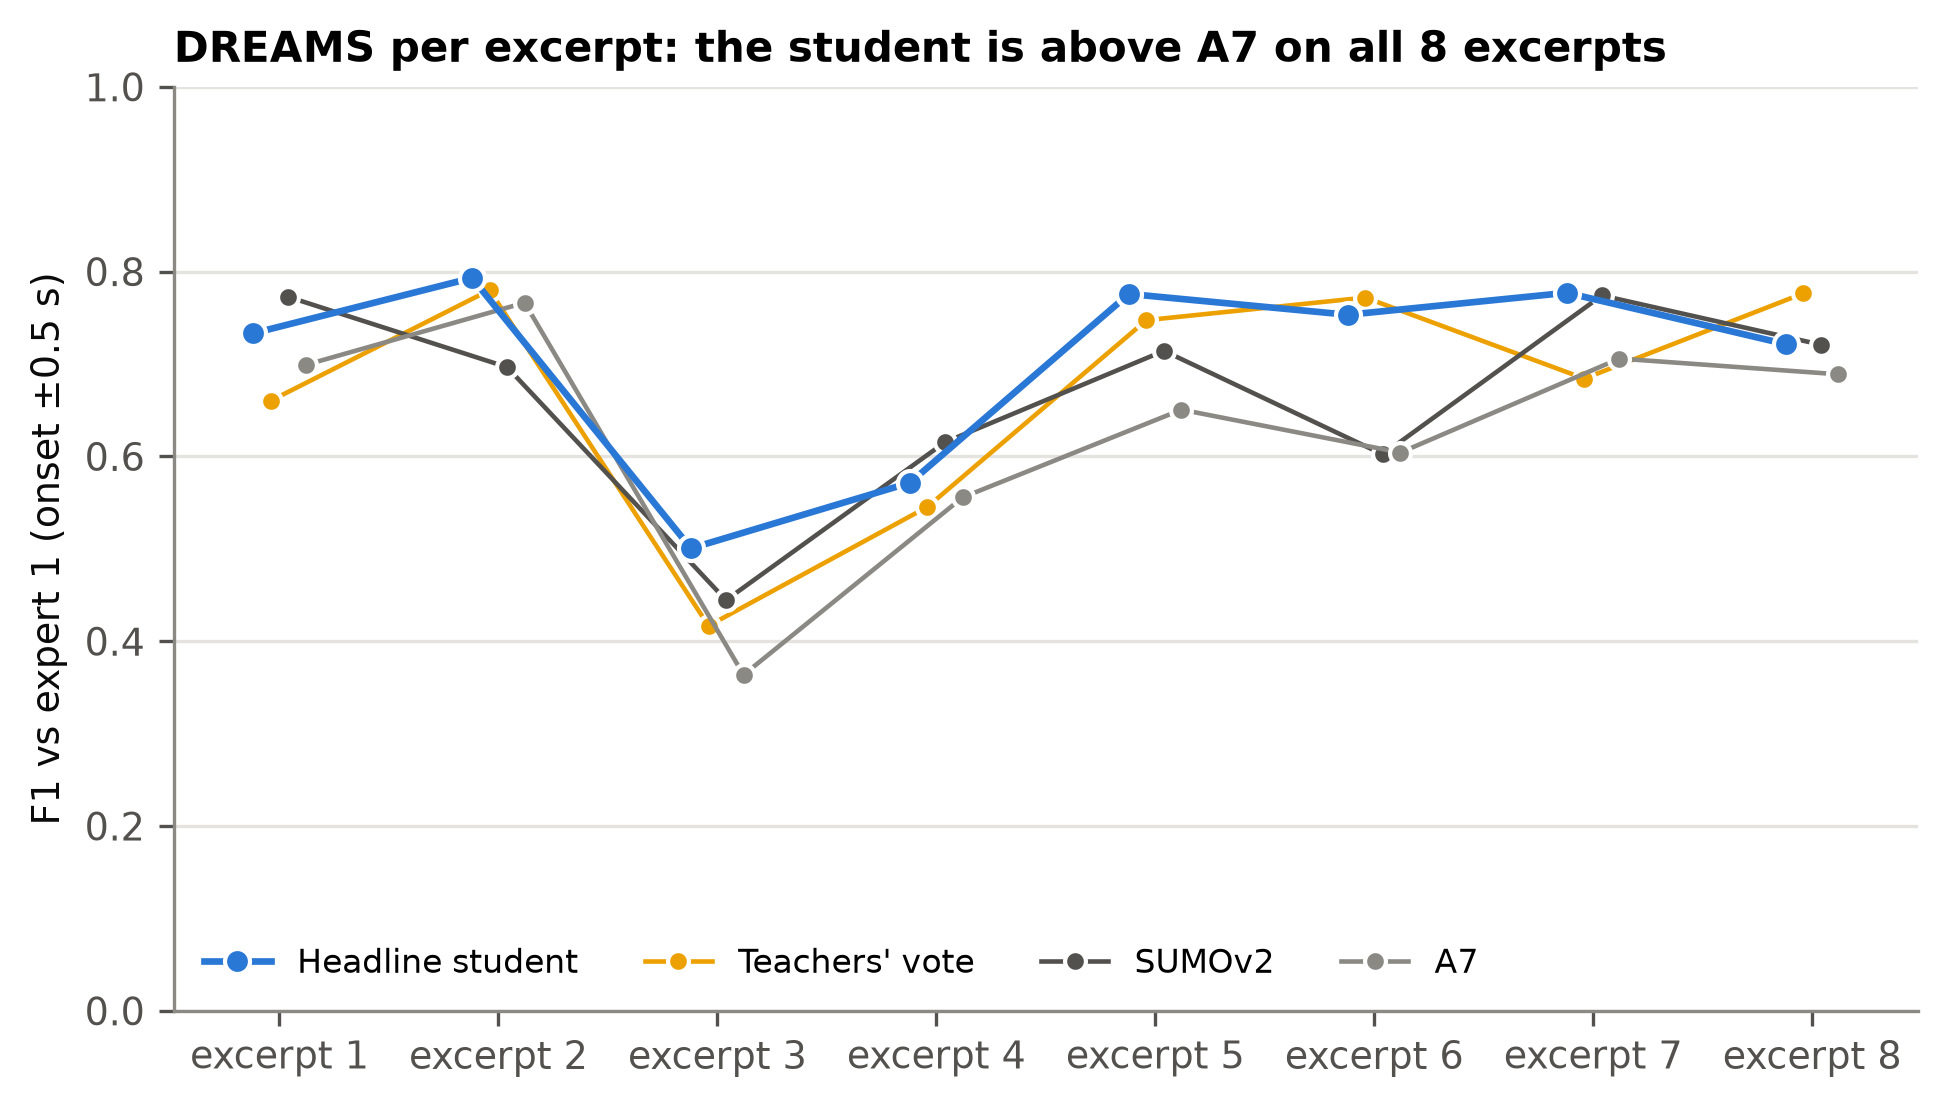 DREAMS per excerpt: the student is above A7 on all 8 excerpts
F1 vs expert 1 (onset ±0.5 s)
1.0
0.8
0.6
0.4
0.2
0.0
Headline student Teachers' vote SUMOv2 A7
excerpt 1 excerpt 2 excerpt 3 excerpt 4 excerpt 5 excerpt 6 excerpt 7 excerpt 8